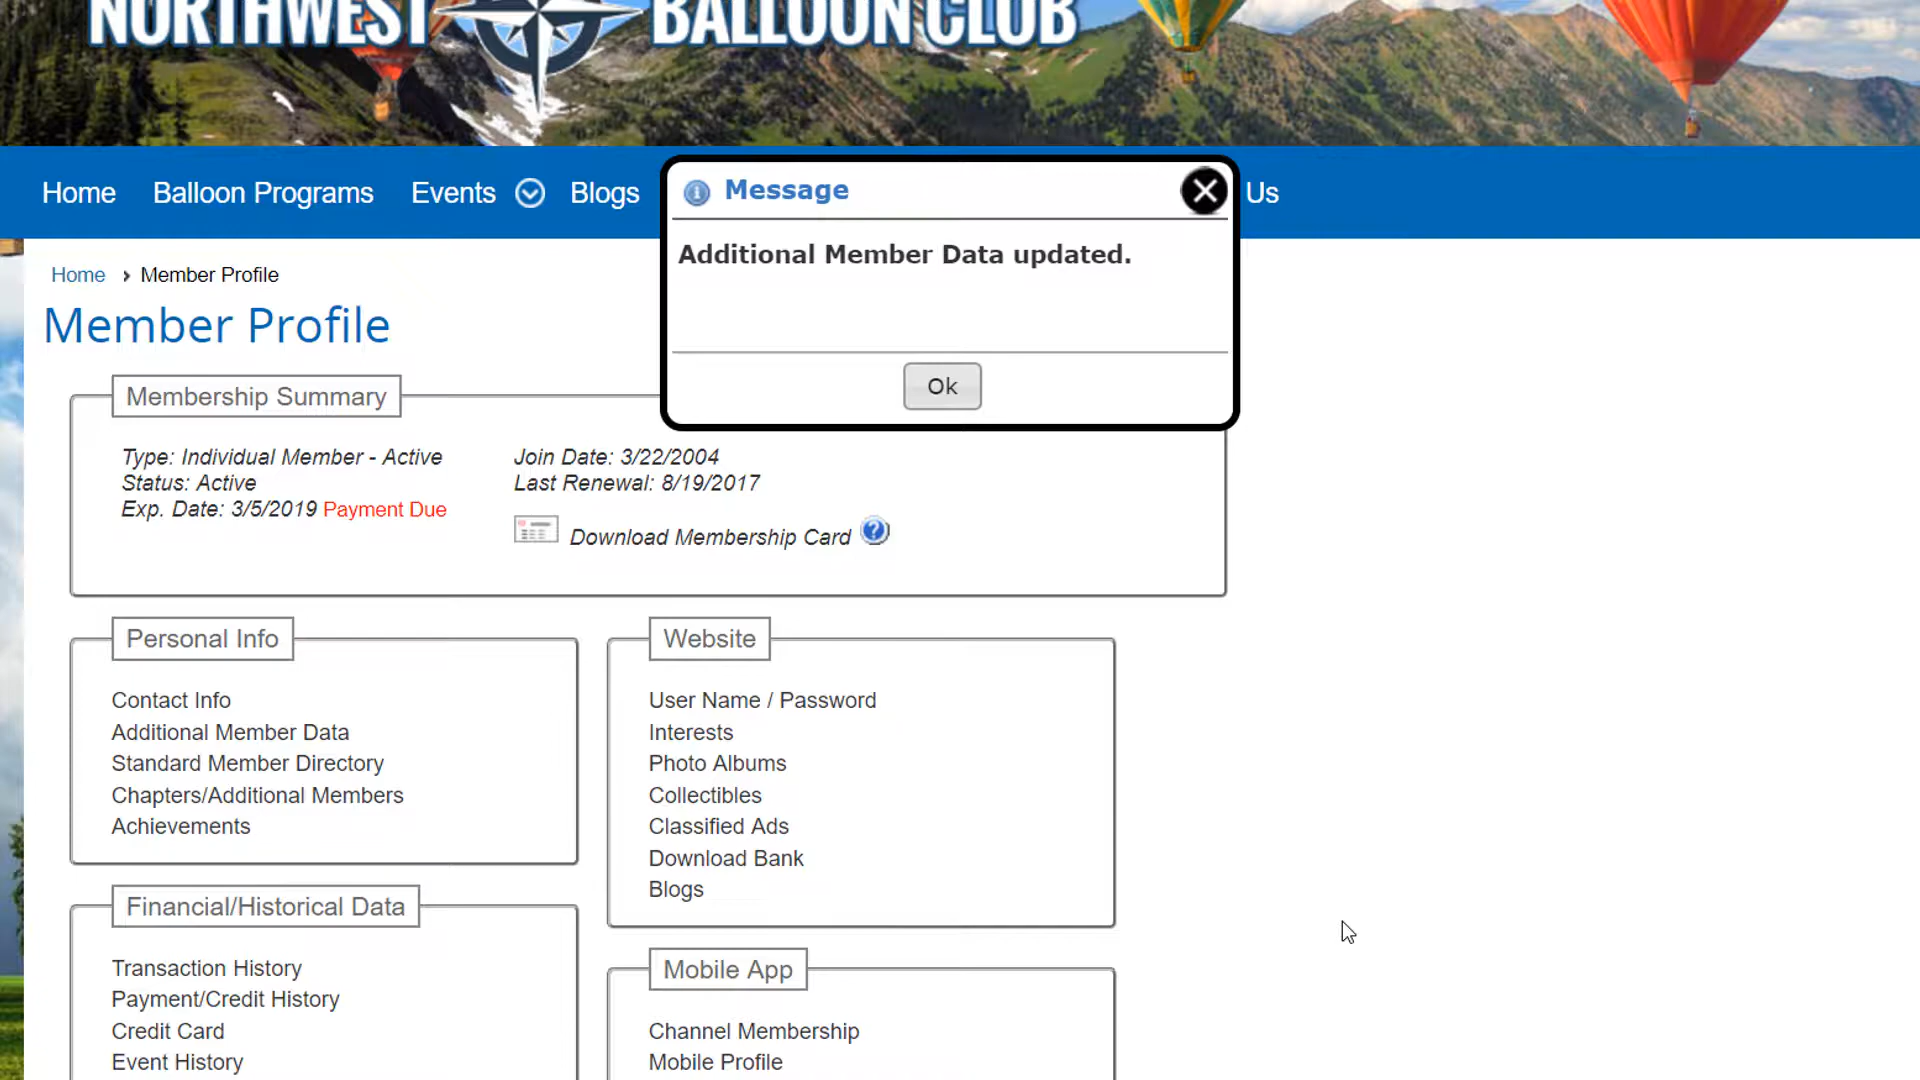 NORTHWEST BALLOON CLUB
Home Balloon Programs Events Blogs Us
Message
Additional Member Data updated.
Ok
Home › Member Profile
Member Profile
Membership Summary
Type: Individual Member - Active
Status: Active
Exp. Date: 3/5/2019 Payment Due
Join Date: 3/22/2004
Last Renewal: 8/19/2017
Download Membership Card
Personal Info
Contact Info
Additional Member Data
Standard Member Directory
Chapters/Additional Members
Achievements
Website
User Name / Password
Interests
Photo Albums
Collectibles
Classified Ads
Download Bank
Blogs
Financial/Historical Data
Transaction History
Payment/Credit History
Credit Card
Event History
Mobile App
Channel Membership
Mobile Profile